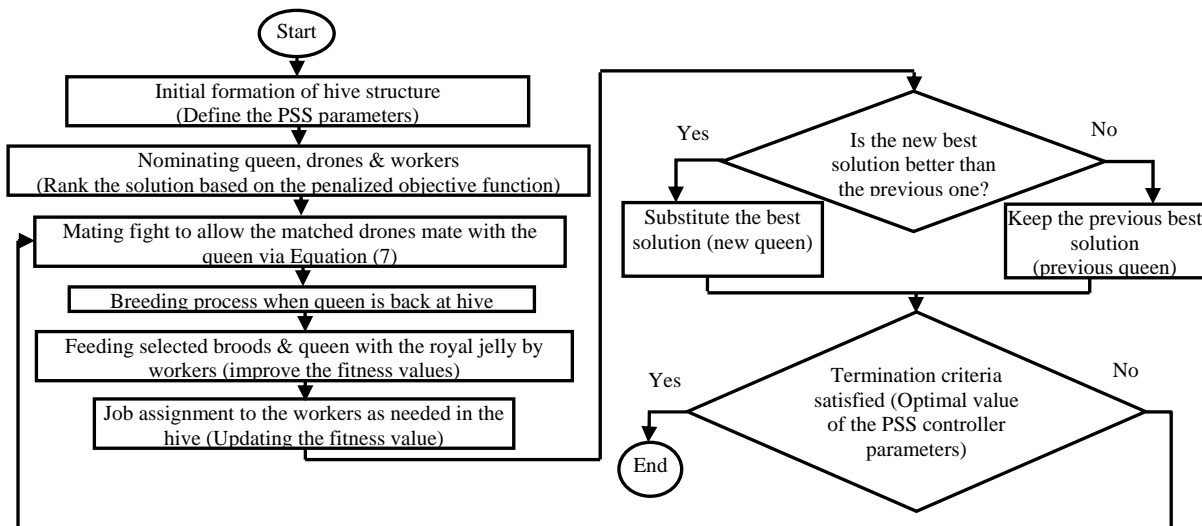 Start
Initial formation of hive structure
(Define the PSS parameters)
Nominating queen, drones & workers
(Rank the solution based on the penalized objective function)
Mating fight to allow the matched drones mate with the
queen via Equation (7)
Breeding process when queen is back at hive
Feeding selected broods & queen with the royal jelly by
workers (improve the fitness values)
Job assignment to the workers as needed in the
hive (Updating the fitness value)
Is the new best
solution better than
the previous one?
Yes
No
Substitute the best
solution (new queen)
Keep the previous best
solution
(previous queen)
Termination criteria
satisfied (Optimal value
of the PSS controller
parameters)
Yes
No
End